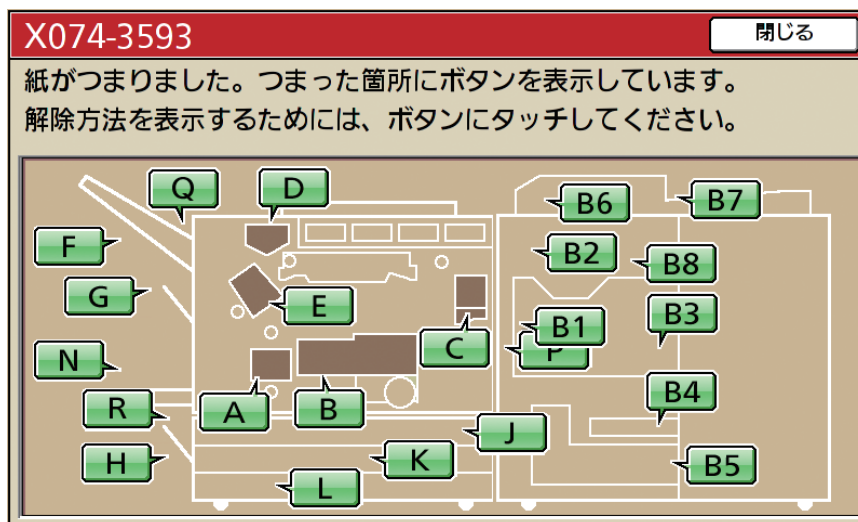 X074-3593
閉じる
紙がつまりました。つまった箇所にボタンを表示しています。
解除方法を表示するためには、ボタンにタッチしてください。
Q
D
B6
B7
F
B2
B8
G
E
B1
B3
P
C
N
R
A
B
B4
J
H
K
B5
L